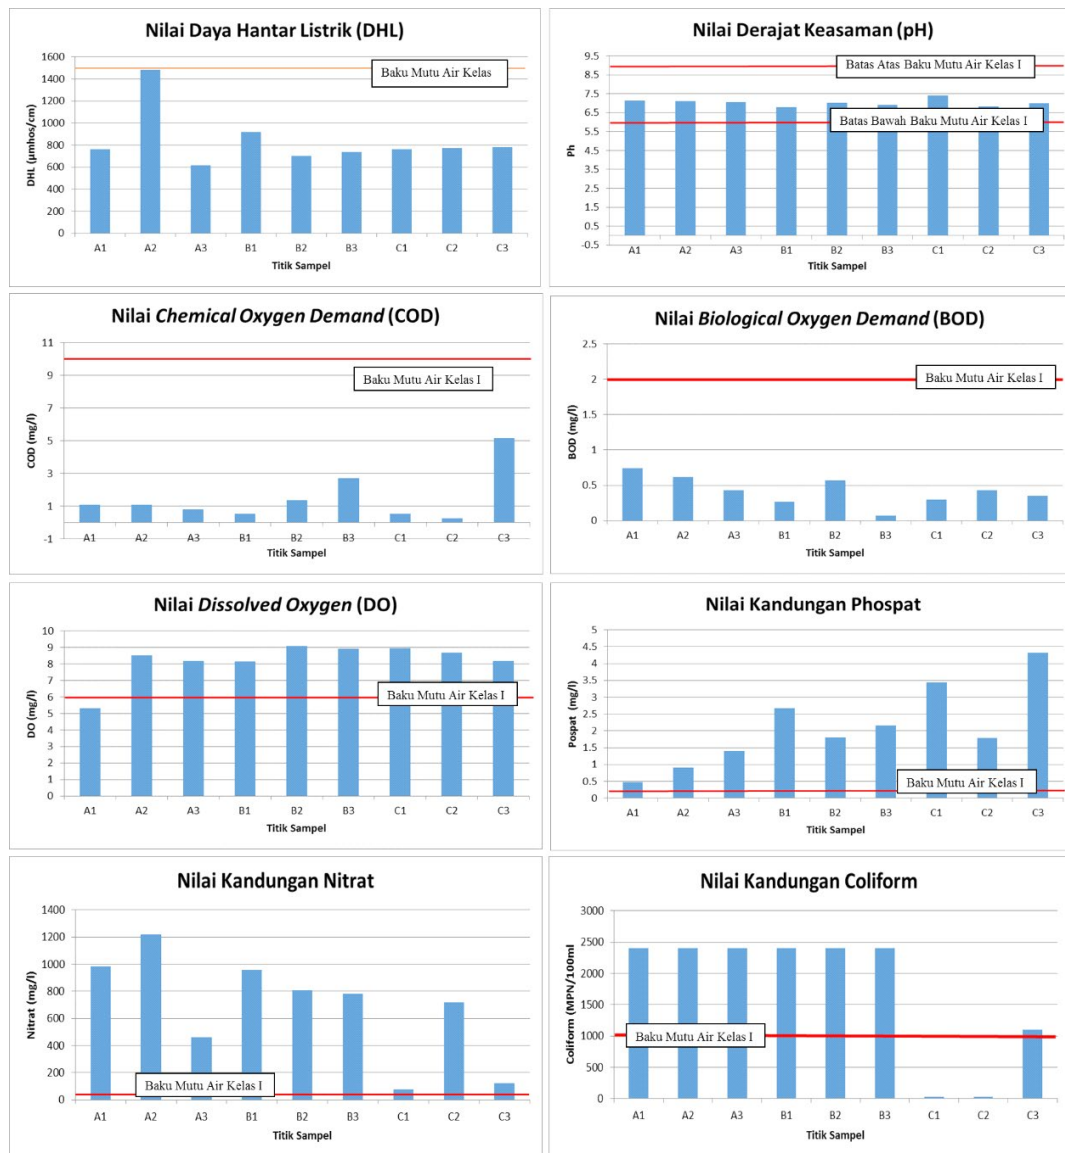 Nilai Daya Hantar Listrik (DHL)
1600
1400
1200
1000
800
600
400
200
0
DHL (µmhos/cm)
Baku Mutu Air Kelas
A1 A2 A3 B1 B2 B3 C1 C2 C3
Titik Sampel
Nilai Derajat Keasaman (pH)
9.5
8.5
7.5
6.5
5.5
4.5
3.5
2.5
1.5
0.5
-0.5
Ph
Batas Atas Baku Mutu Air Kelas I
Batas Bawah Baku Mutu Air Kelas I
A1 A2 A3 B1 B2 B3 C1 C2 C3
Titik Sampel
Nilai Chemical Oxygen Demand (COD)
11
9
7
5
3
1
-1
COD (mg/l)
Baku Mutu Air Kelas I
A1 A2 A3 B1 B2 B3 C1 C2 C3
Titik Sampel
Nilai Biological Oxygen Demand (BOD)
2.5
2
1.5
1
0.5
0
BOD (mg/l)
Baku Mutu Air Kelas I
A1 A2 A3 B1 B2 B3 C1 C2 C3
Titik Sampel
Nilai Dissolved Oxygen (DO)
10
9
8
7
6
5
4
3
2
1
0
DO (mg/l)
Baku Mutu Air Kelas I
A1 A2 A3 B1 B2 B3 C1 C2 C3
Titik Sampel
Nilai Kandungan Phospat
5
4.5
4
3.5
3
2.5
2
1.5
1
0.5
0
Pospat (mg/l)
Baku Mutu Air Kelas I
A1 A2 A3 B1 B2 B3 C1 C2 C3
Titik Sampel
Nilai Kandungan Nitrat
1400
1200
1000
800
600
400
200
0
Nitrat (mg/l)
Baku Mutu Air Kelas I
A1 A2 A3 B1 B2 B3 C1 C2 C3
Titik Sampel
Nilai Kandungan Coliform
3000
2500
2000
1500
1000
500
0
Coliform (MPN/100ml
Baku Mutu Air Kelas I
A1 A2 A3 B1 B2 B3 C1 C2 C3
Titik Sampel